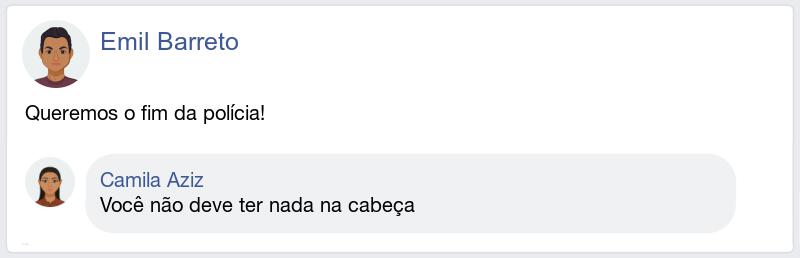 Emil Barreto
Queremos o fim da polícia!
Camila Aziz
Você não deve ter nada na cabeça